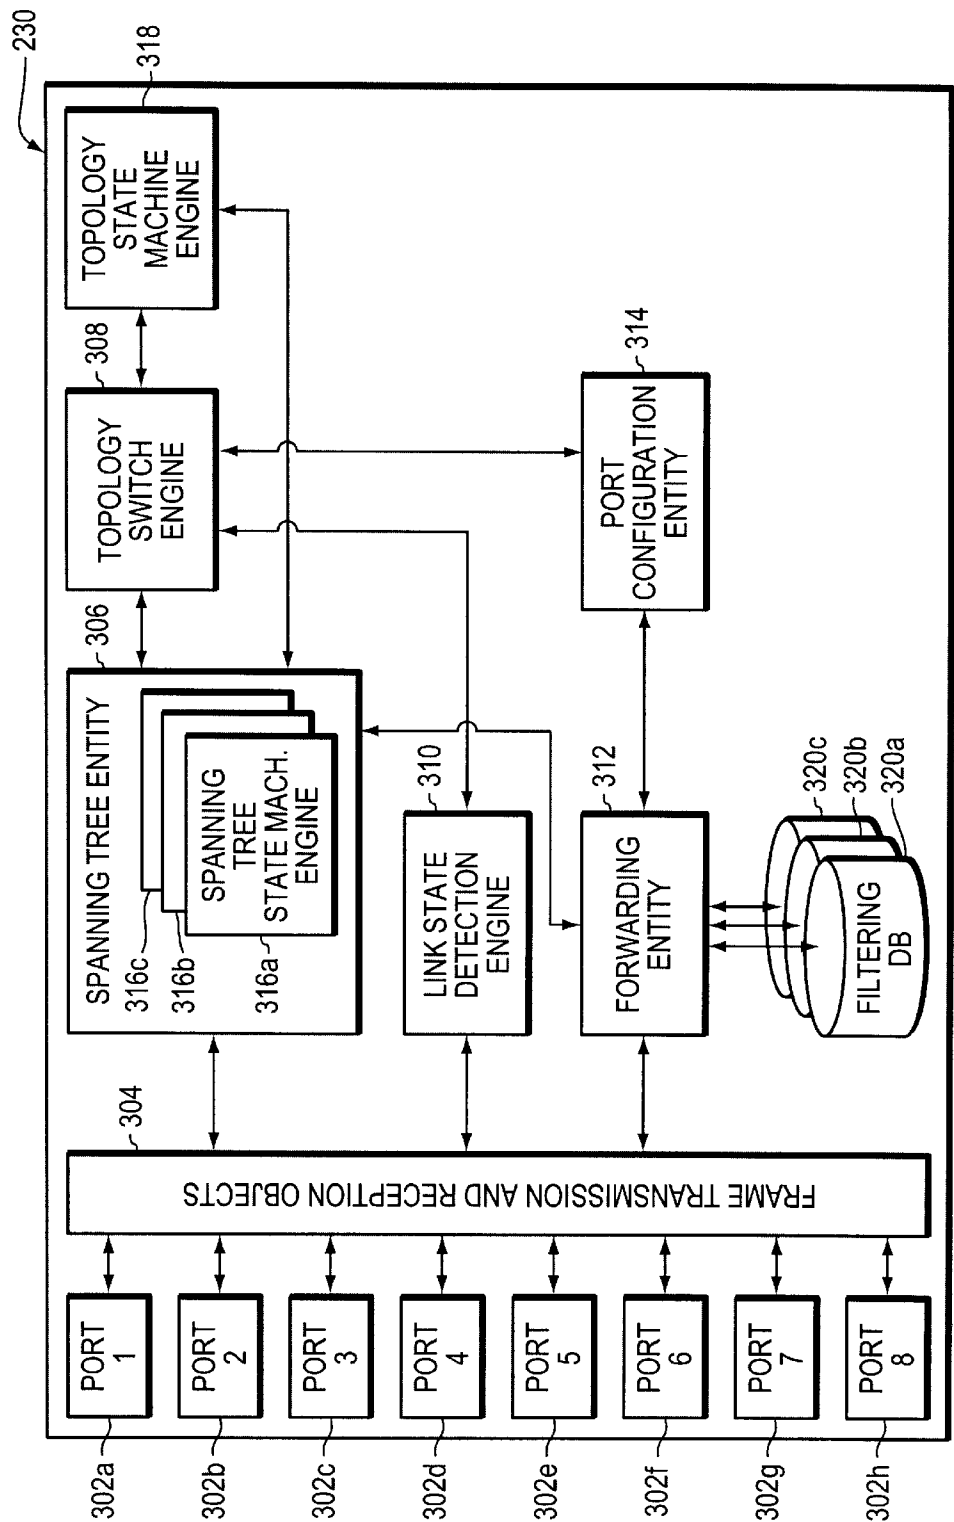 230
318
TOPOLOGY
STATE
MACHINE
ENGINE
308
TOPOLOGY
SWITCH
ENGINE
306
SPANNING TREE ENTITY
316c
316b
316a
SPANNING
TREE
STATE MACH.
ENGINE
310
LINK STATE
DETECTION
ENGINE
314
PORT
CONFIGURATION
ENTITY
312
FORWARDING
ENTITY
320c
320b
320a
FILTERING
DB
304
FRAME TRANSMISSION AND RECEPTION OBJECTS
PORT
1
302a
PORT
2
302b
PORT
3
302c
PORT
4
302d
PORT
5
302e
PORT
6
302f
PORT
7
302g
PORT
8
302h